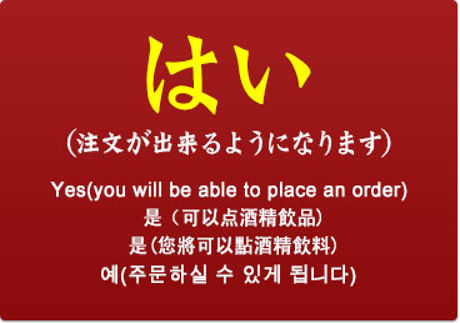 はい
(注文が出来るようになります)
Yes(you will be able to place an order)
是（可以点酒精飲品)
是(您將可以點酒精飲料)
예(주문하실 수 있게 됩니다)